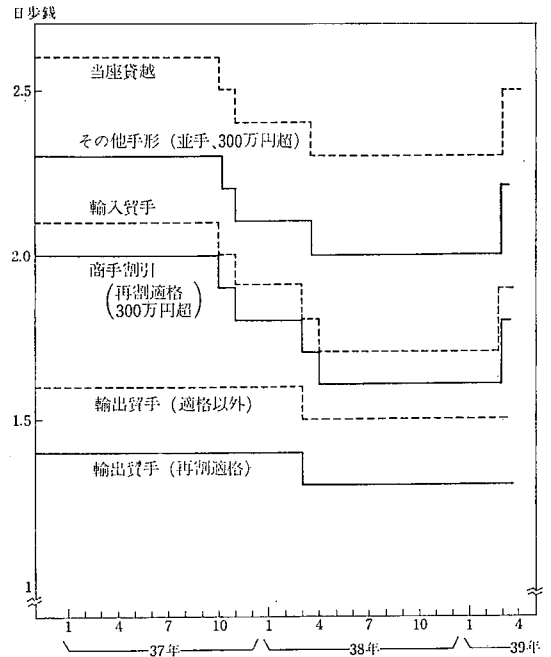 日歩銭
当座貸越
2.5
その他手形(並手、300万円超)
輸入貿手
2.0
商手割引
(再割適格
300万円超)
1.5
輸出貿手(適格以外)
輸出貿手(再割適格)
1
1 4 7 10 1 4 7 10 1 4
37年 38年 39年